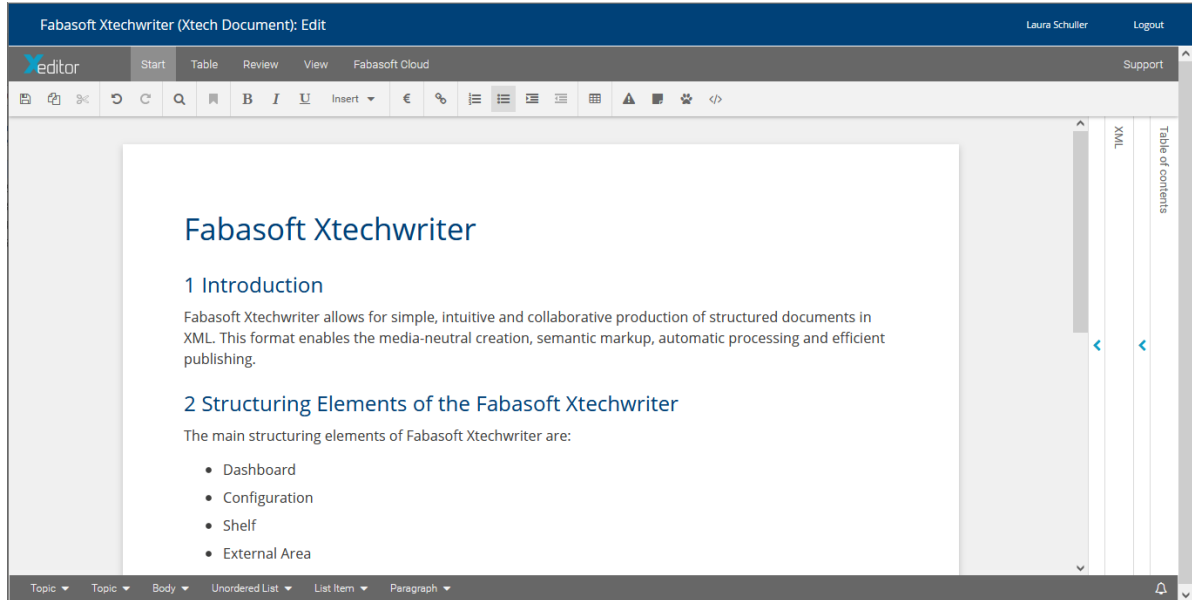 Fabasoft Xtechwriter (Xtech Document): Edit
Laura Schuller
Logout
Xeditor
Start
Table
Review
View
Fabasoft Cloud
Support
B
I
U
Insert
€
</>
XML
Table of contents
Fabasoft Xtechwriter
1 Introduction
Fabasoft Xtechwriter allows for simple, intuitive and collaborative production of structured documents in
XML. This format enables the media-neutral creation, semantic markup, automatic processing and efficient
publishing.
2 Structuring Elements of the Fabasoft Xtechwriter
The main structuring elements of Fabasoft Xtechwriter are:
• Dashboard
• Configuration
• Shelf
• External Area
Topic
Topic
Body
Unordered List
List Item
Paragraph